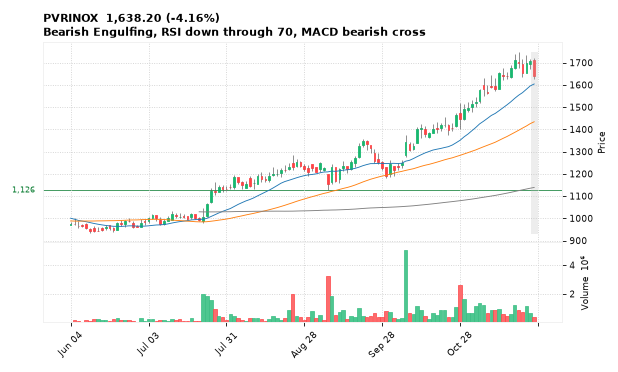 PVRINOX 1,638.20 (-4.16%)
Bearish Engulfing, RSI down through 70, MACD bearish cross
1700
1600
1500
1400
1300
1200
1100
1000
900
Price
1,126
4
2
Volume 10⁶
Jun 04
Jul 03
Jul 31
Aug 28
Sep 28
Oct 28